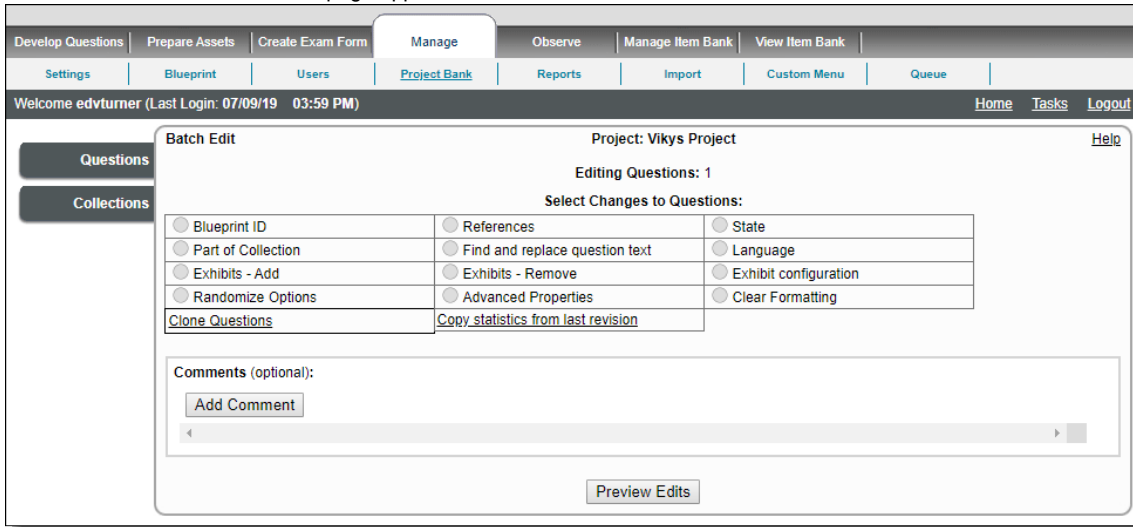 Develop Questions Prepare Assets Create Exam Form Manage Observe Manage Item Bank View Item Bank
Settings Blueprint Users Project Bank Reports Import Custom Menu Queue
Welcome edvturner (Last Login: 07/09/19 03:59 PM) Home Tasks Logout
Batch Edit Project: Vikys Project Help
Questions
Editing Questions: 1
Collections
Select Changes to Questions:
Blueprint ID References State
Part of Collection Find and replace question text Language
Exhibits - Add Exhibits - Remove Exhibit configuration
Randomize Options Advanced Properties Clear Formatting
Clone Questions Copy statistics from last revision
Comments (optional):
Add Comment
Preview Edits